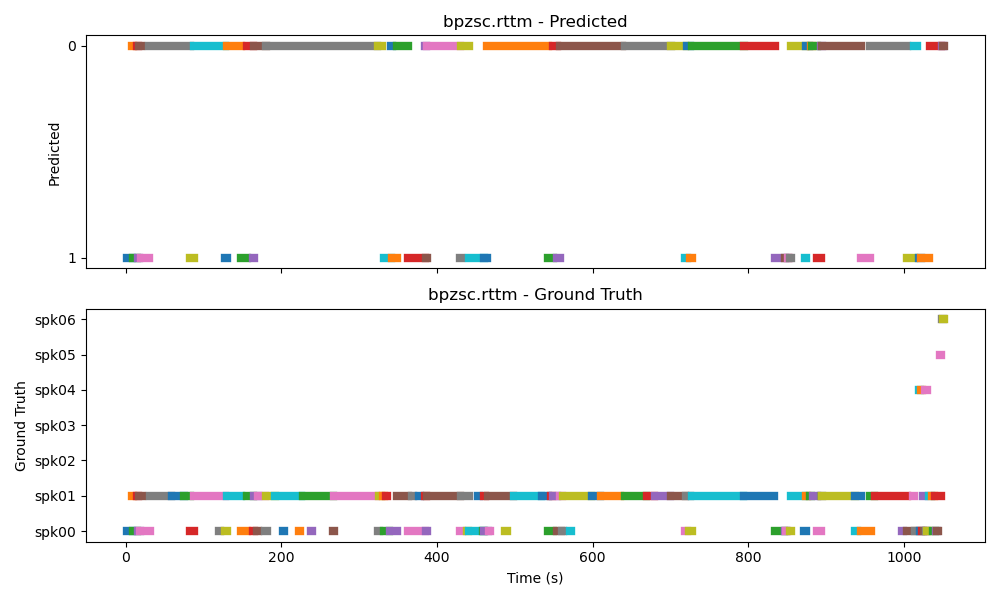 bpzsc.rttm - Predicted
0
1
Predicted
bpzsc.rttm - Ground Truth
spk06
spk05
spk04
spk03
spk02
spk01
spk00
Ground Truth
0 200 400 600 800 1000
Time (s)